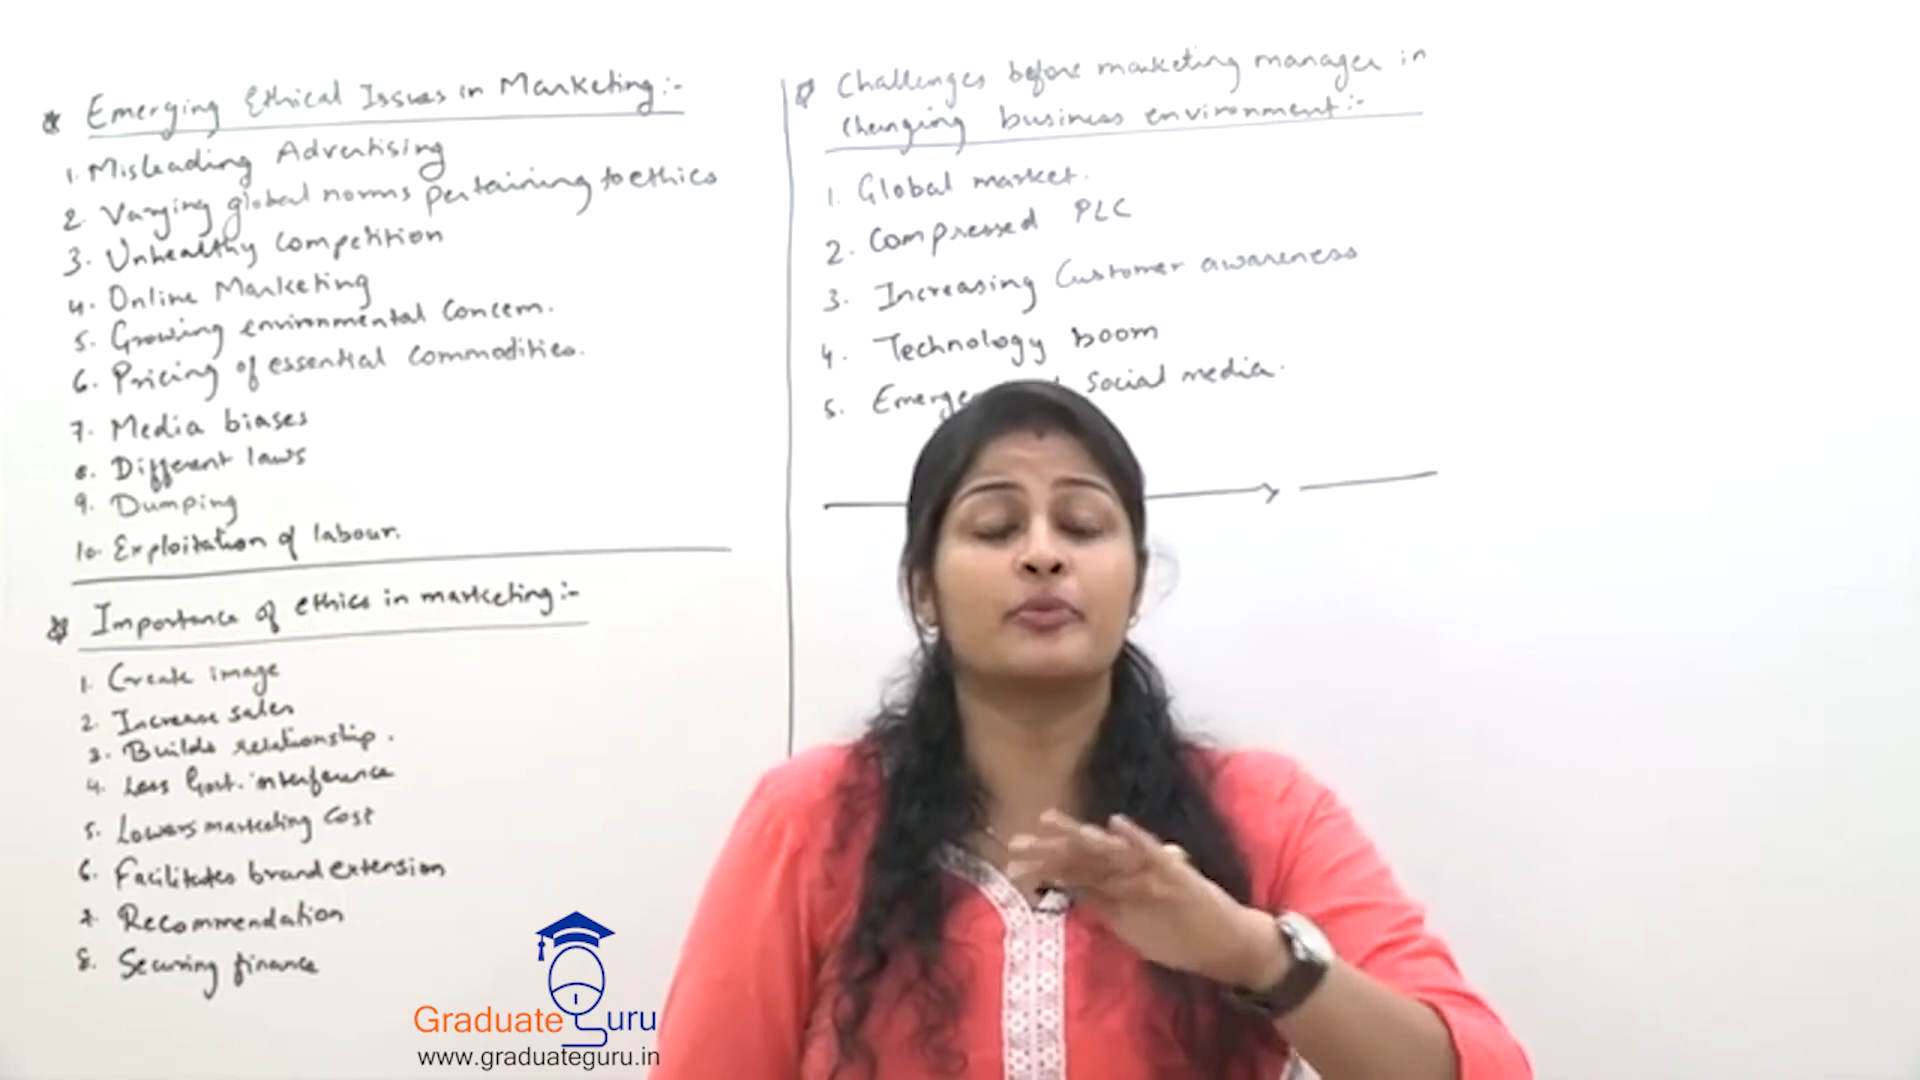 Emerging Ethical Issues in Marketing:-
1. Misleading Advertising
2. Varying global norms pertaining to ethics
3. Unhealthy competition
4. Online Marketing
5. Growing environmental concern.
6. Pricing of essential commodities.
7. Media biases
8. Different laws
9. Dumping
10. Exploitation of labour.
Importance of ethics in marketing:-
1. Create image
2. Increase sales
3. Builds relationship.
4. Less Govt. interference
5. Lowers marketing cost
6. Facilitates brand extension
7. Recommendation
8. Securing finance
Challenges before marketing manager in
changing business environment:-
1. Global market.
2. Compressed PLC
3. Increasing Customer awareness
4. Technology boom
5. Social media.
Graduate Guru
www.graduateguru.in